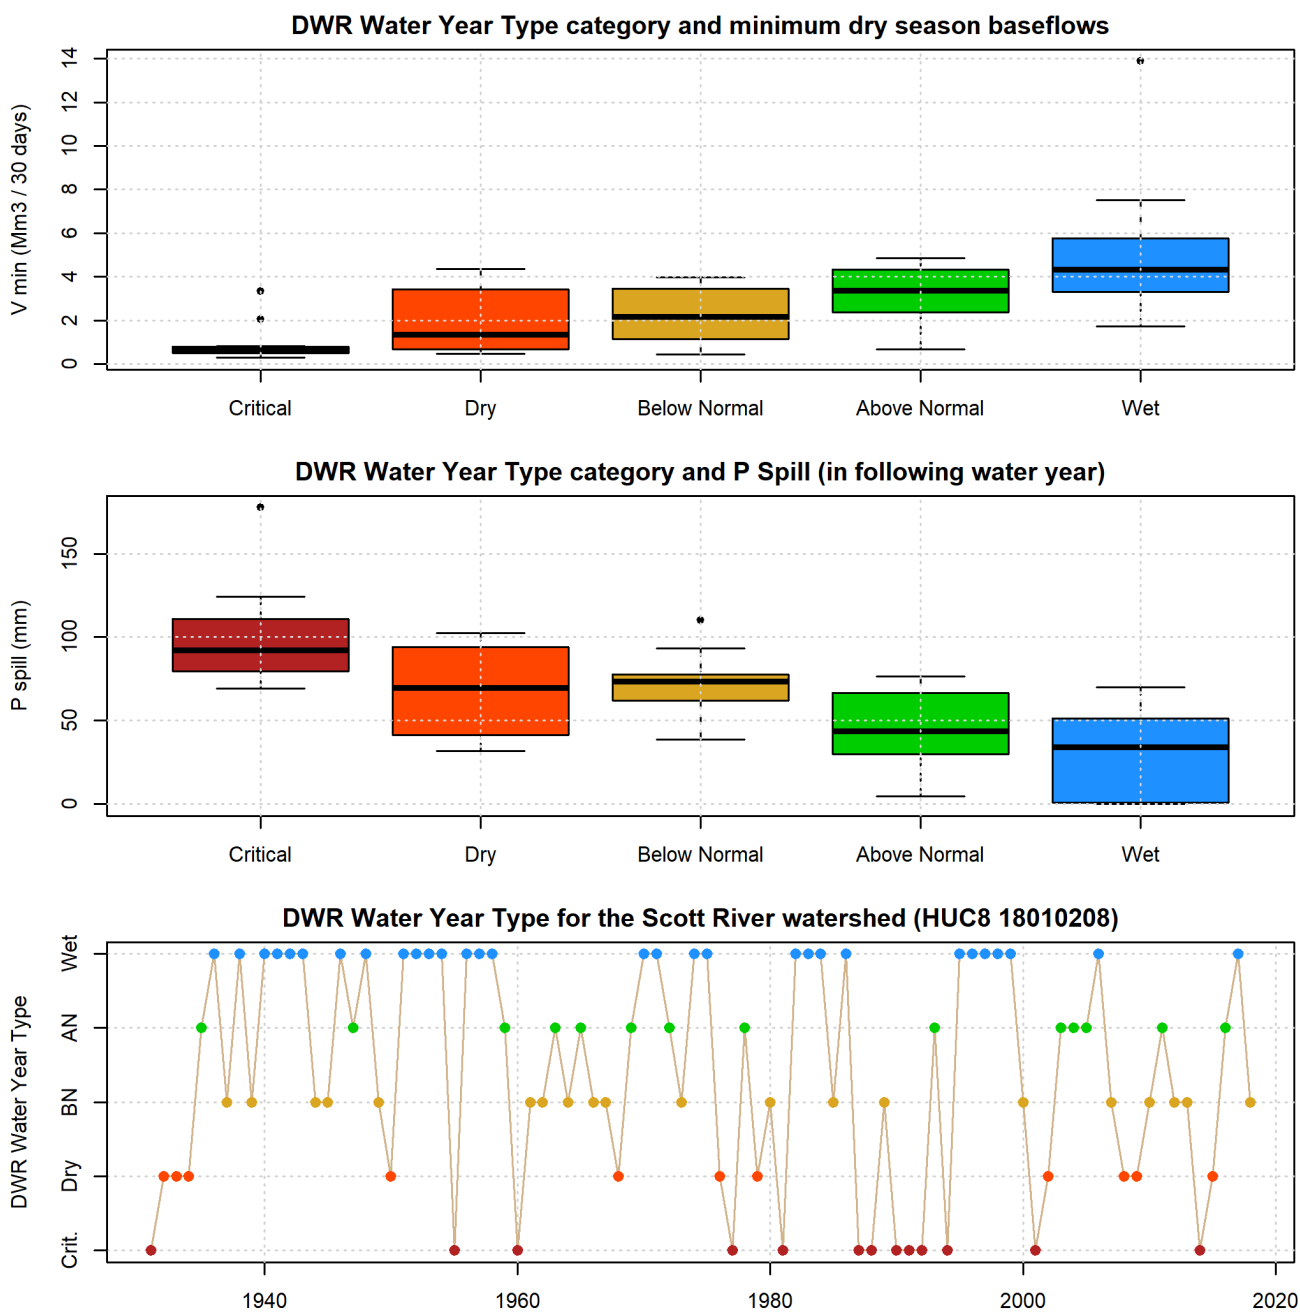 DWR Water Year Type category and minimum dry season baseflows
V min (Mm3 / 30 days)
14
12
10
8
6
4
2
0
Critical Dry Below Normal Above Normal Wet
DWR Water Year Type category and P Spill (in following water year)
P spill (mm)
150
100
50
0
Critical Dry Below Normal Above Normal Wet
DWR Water Year Type for the Scott River watershed (HUC8 18010208)
DWR Water Year Type
Wet
AN
BN
Dry
Crit.
1940 1960 1980 2000 2020